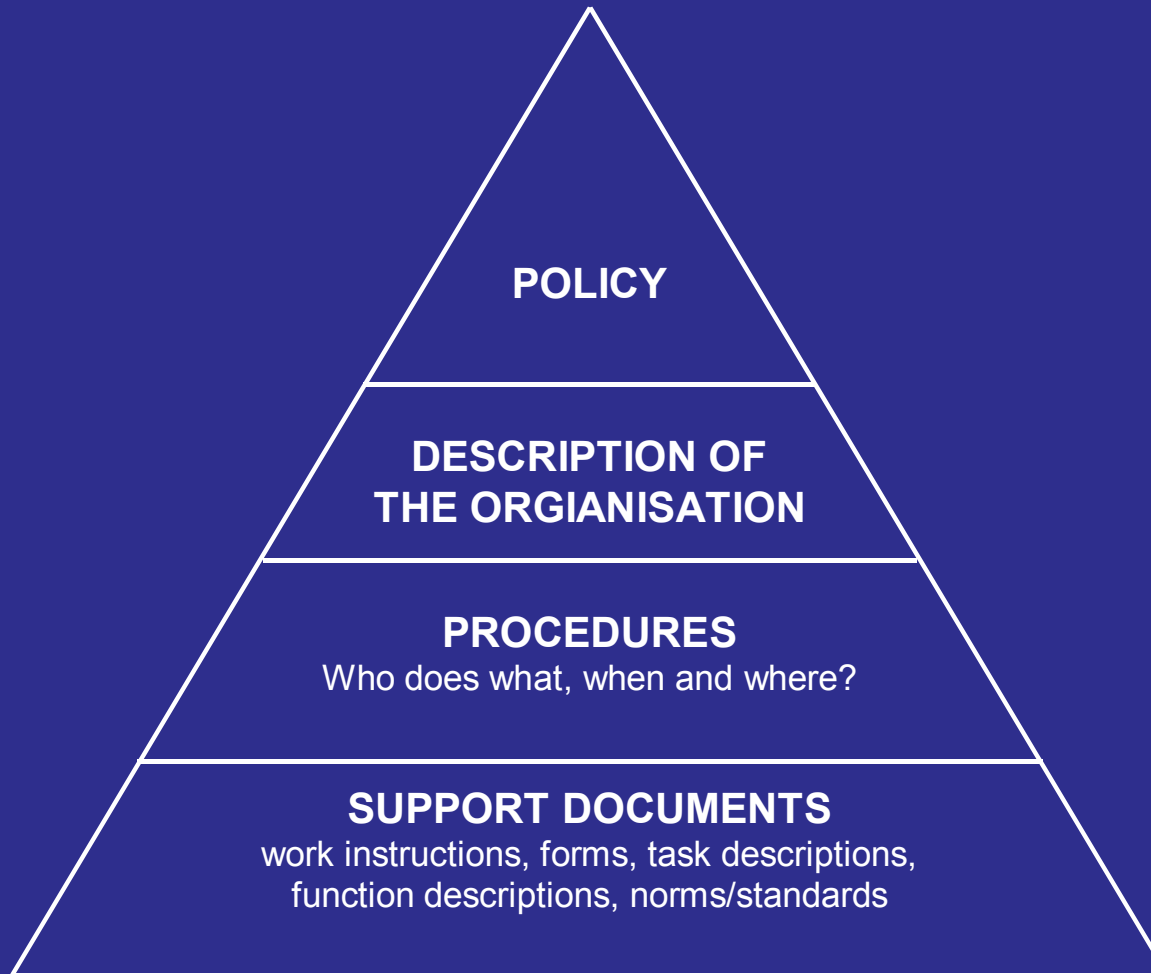 POLICY
DESCRIPTION OF
THE ORGIANISATION
PROCEDURES
Who does what, when and where?
SUPPORT DOCUMENTS
work instructions, forms, task descriptions,
function descriptions, norms/standards